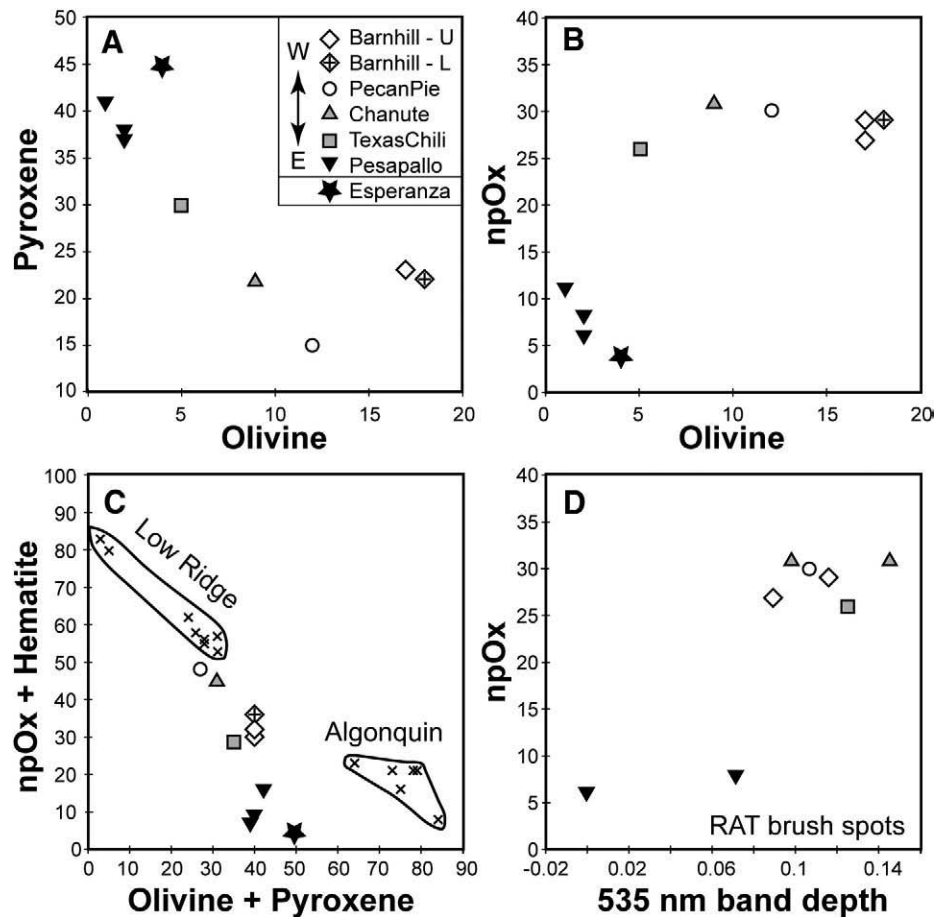 A
Pyroxene
50
45
40
35
30
25
20
15
10
0
5
10
15
20
Olivine
W
E
Barnhill - U
Barnhill - L
PecanPie
Chanute
TexasChili
Pesapallo
Esperanza
B
npOx
40
35
30
25
20
15
10
5
0
0
5
10
15
20
Olivine
C
npOx + Hematite
100
90
80
70
60
50
40
30
20
10
0
0
10
20
30
40
50
60
70
80
90
Low Ridge
Algonquin
Olivine + Pyroxene
D
npOx
40
35
30
25
20
15
10
5
0
-0.02
0.02
0.06
0.1
0.14
RAT brush spots
535 nm band depth